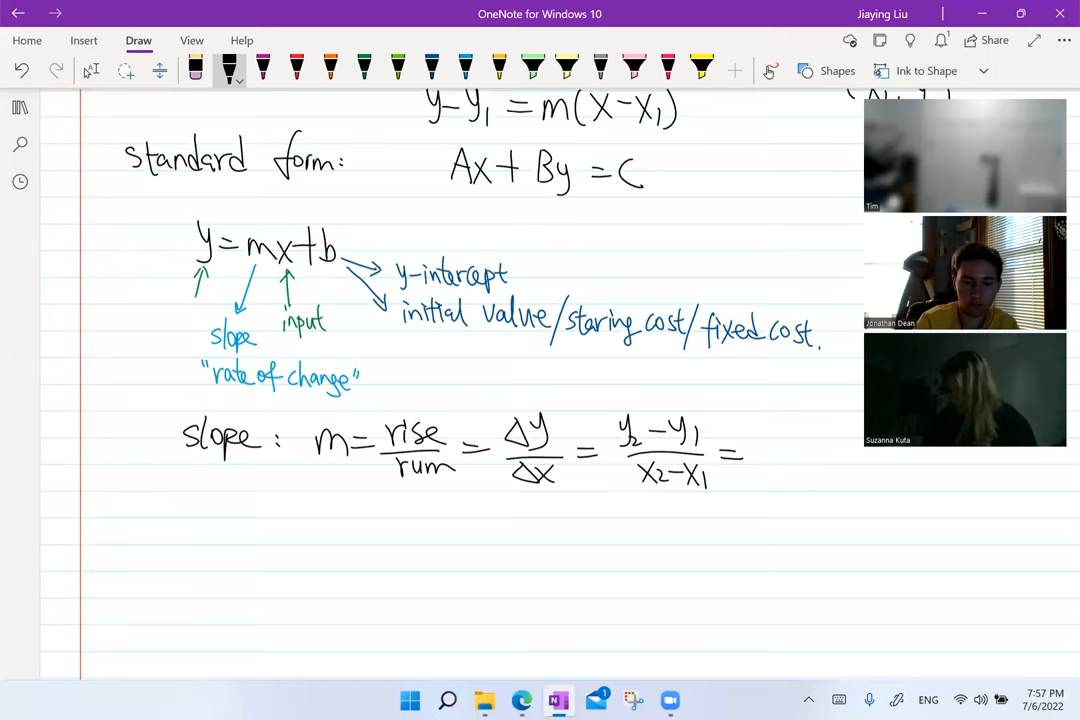 OneNote for Windows 10
Jiaying Liu
Home Insert Draw View Help
Share
Shapes
Ink to Shape
y-y₁ = m(x-x₁)
Standard form: Ax + By = C
Tim
y = mx+b
y-intercept
input
initial value/staring cost/fixed cost.
Jonathan Dean
slope
"rate of change"
slope : m = rise/rum = Δy/Δx = y₂-y₁/x₂-x₁ =
Suzanna Kuta
1
ENG
7:57 PM
7/6/2022